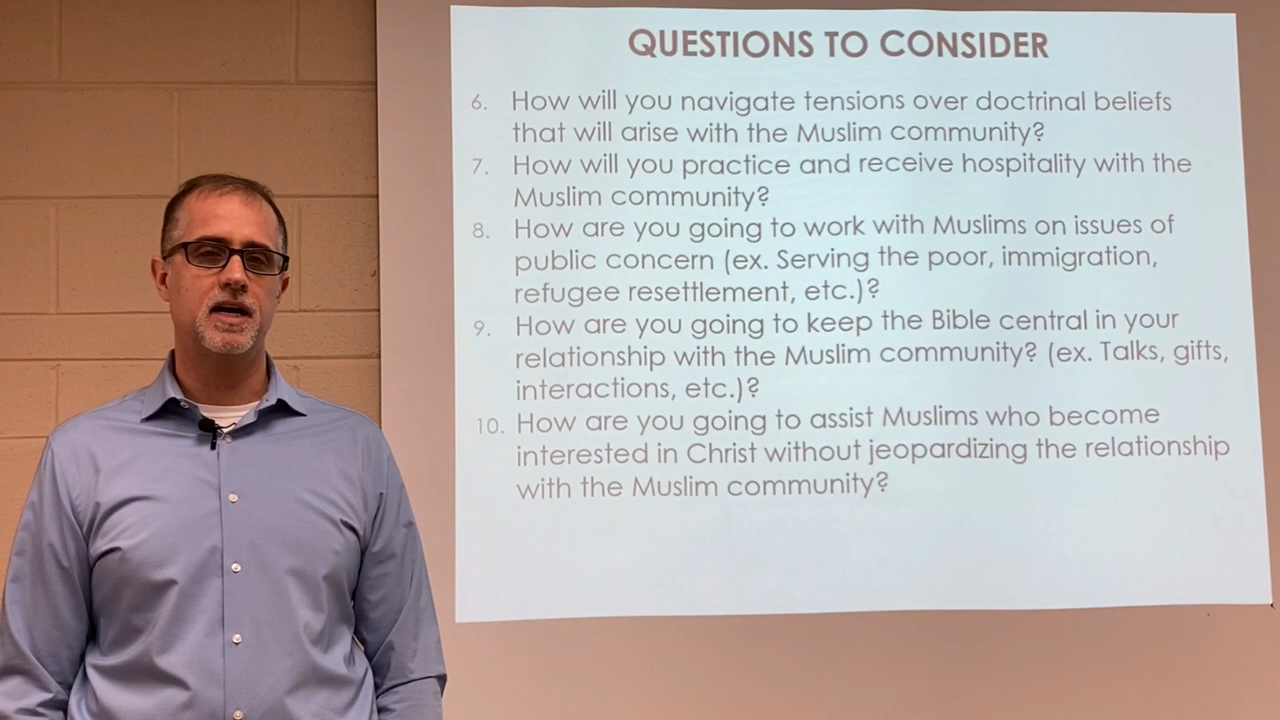 QUESTIONS TO CONSIDER
6. How will you navigate tensions over doctrinal beliefs
that will arise with the Muslim community?
7. How will you practice and receive hospitality with the
Muslim community?
8. How are you going to work with Muslims on issues of
public concern (ex. Serving the poor, immigration,
refugee resettlement, etc.)?
9. How are you going to keep the Bible central in your
relationship with the Muslim community? (ex. Talks, gifts,
interactions, etc.)?
10. How are you going to assist Muslims who become
interested in Christ without jeopardizing the relationship
with the Muslim community?